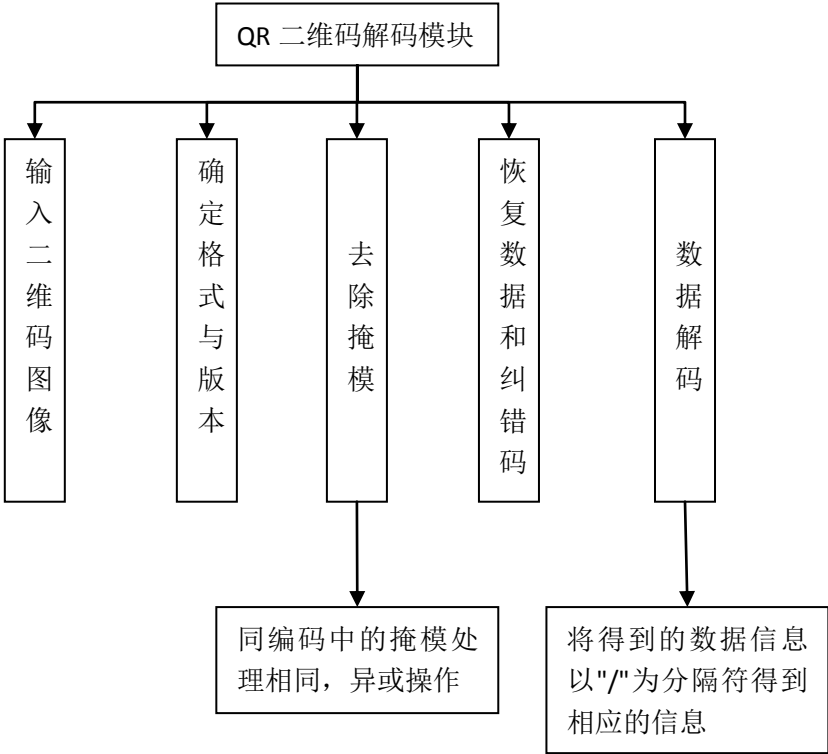 QR 二维码解码模块
输入二维码图像
确定格式与版本
去除掩模
恢复数据和纠错码
数据解码
同编码中的掩模处
理相同，异或操作
将得到的数据信息
以"/"为分隔符得到
相应的信息